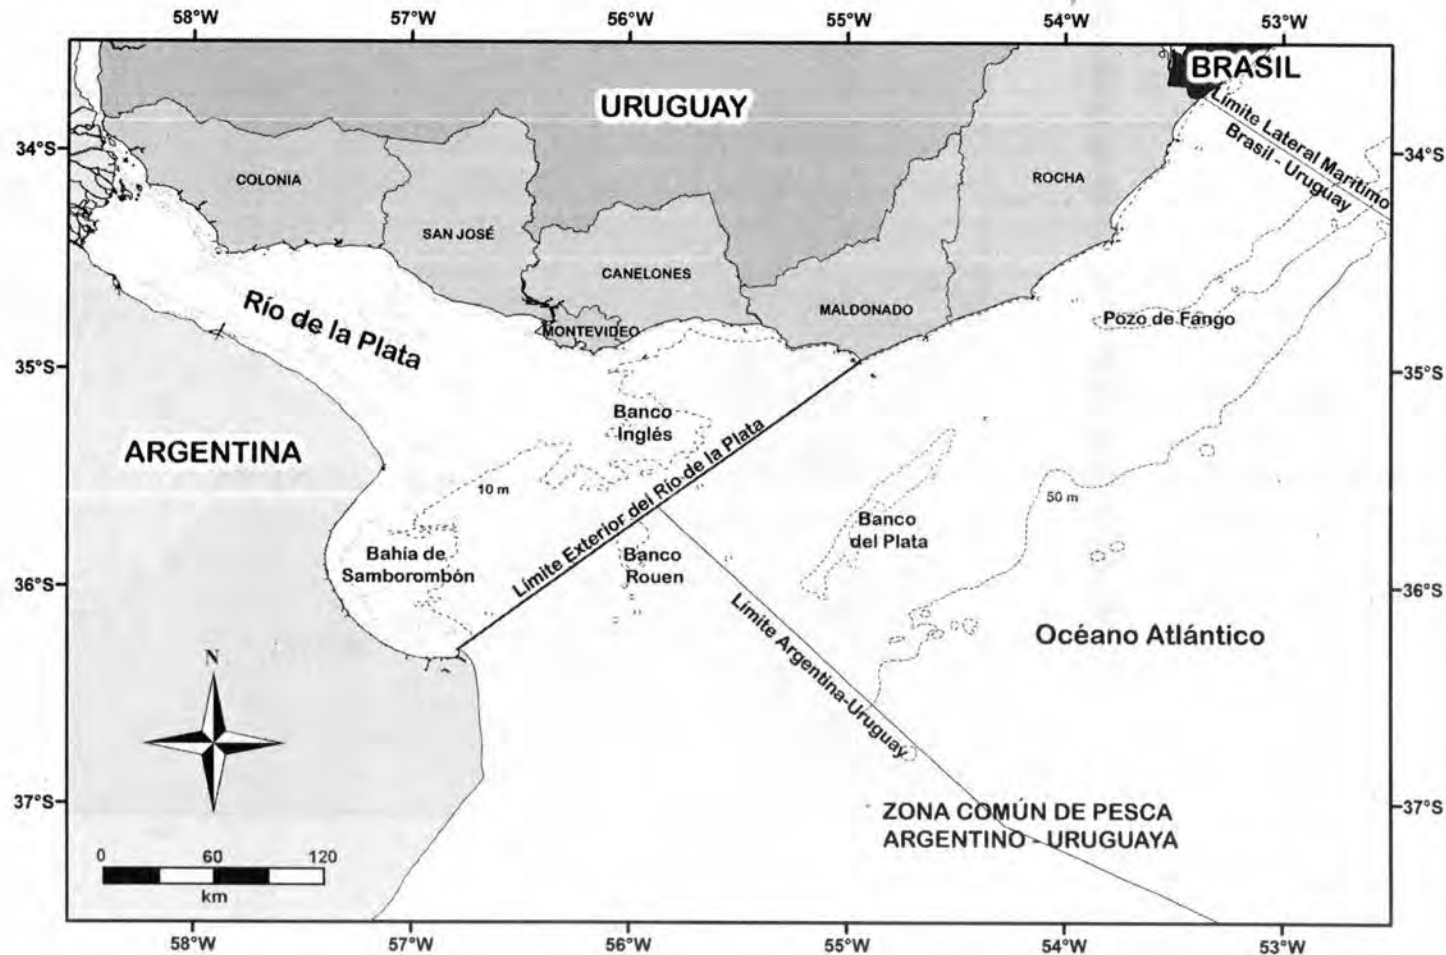 58°W
57°W
56°W
55°W
54°W
53°W
BRASIL
URUGUAY
Límite Lateral Marítimo
Brasil - Uruguay
34°S
34°S
COLONIA
ROCHA
SAN JOSÉ
CANELONES
MALDONADO
MONTEVIDEO
Río de la Plata
Pozo de Fango
35°S
35°S
Banco
Inglés
ARGENTINA
Límite Exterior del Río de la Plata
10 m
50 m
Banco
del Plata
Bahía de
Samborombón
Banco
Rouen
36°S
36°S
Límite Argentina-Uruguay
Océano Atlántico
N
37°S
37°S
ZONA COMÚN DE PESCA
ARGENTINO - URUGUAYA
0
60
120
km
58°W
57°W
56°W
55°W
54°W
53°W